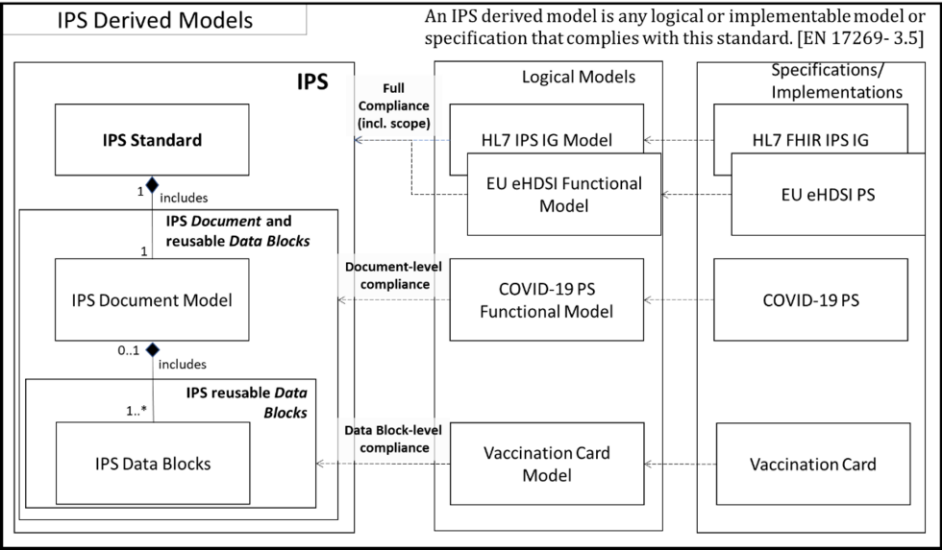 IPS Derived Models
An IPS derived model is any logical or implementable model or
specification that complies with this standard. [EN 17269- 3.5]
IPS
IPS Standard
1
includes
IPS Document and
reusable Data Blocks
1
IPS Document Model
0..1
includes
IPS reusable Data
Blocks
1..*
IPS Data Blocks
Full
Compliance
(incl. scope)
Document-level
compliance
Data Block-level
compliance
Logical Models
HL7 IPS IG Model
EU eHDSI Functional
Model
COVID-19 PS
Functional Model
Vaccination Card
Model
Specifications/
Implementations
HL7 FHIR IPS IG
EU eHDSI PS
COVID-19 PS
Vaccination Card